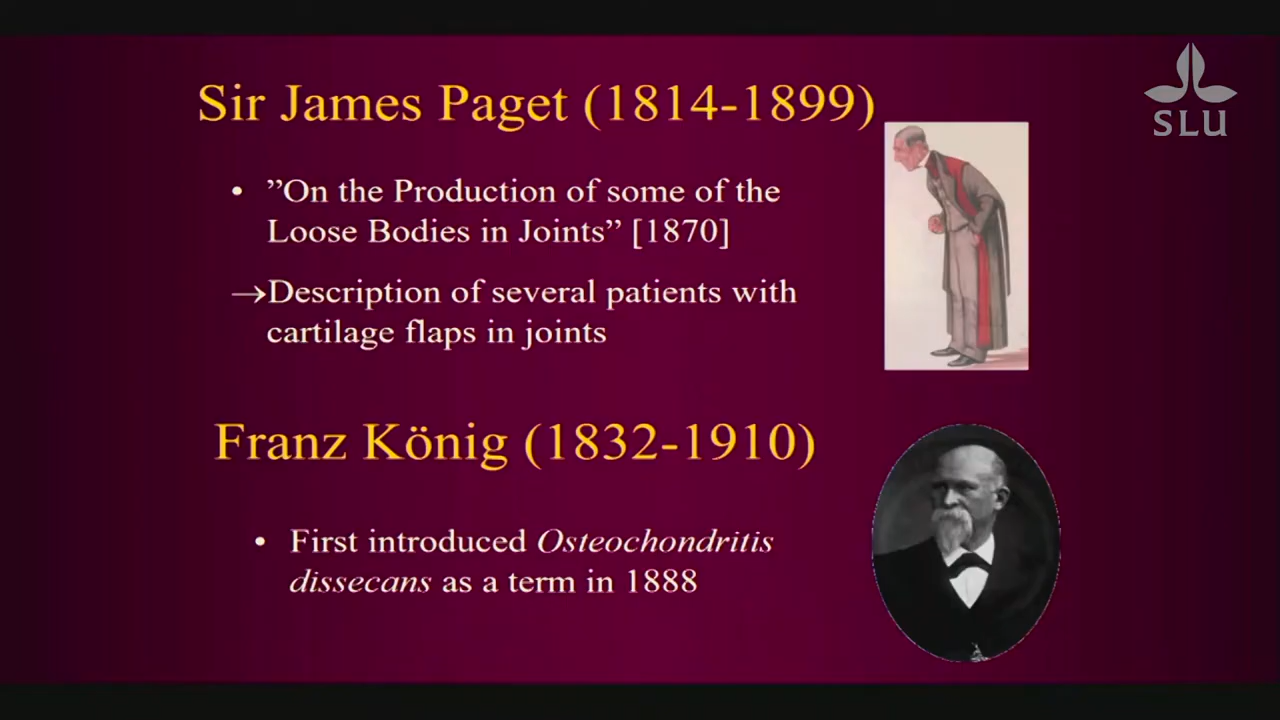 Sir James Paget (1814-1899)
SLU
• ”On the Production of some of the
Loose Bodies in Joints” [1870]
→Description of several patients with
cartilage flaps in joints
Franz König (1832-1910)
• First introduced Osteochondritis
dissecans as a term in 1888